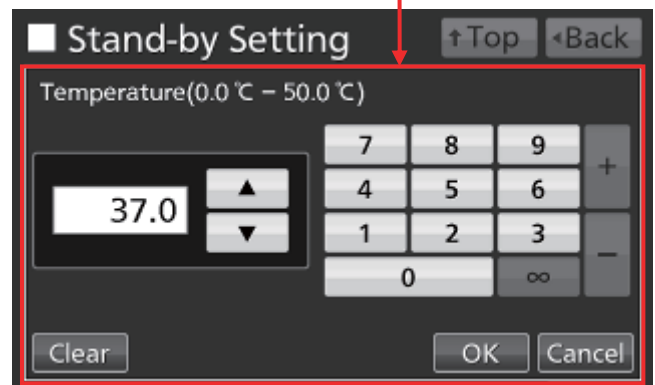 Stand-by Setting ↑Top ◂Back
Temperature(0.0 ℃ – 50.0 ℃)
7 8 9 +
37.0 ▲ 4 5 6
▼ 1 2 3 −
0 ∞
Clear OK Cancel